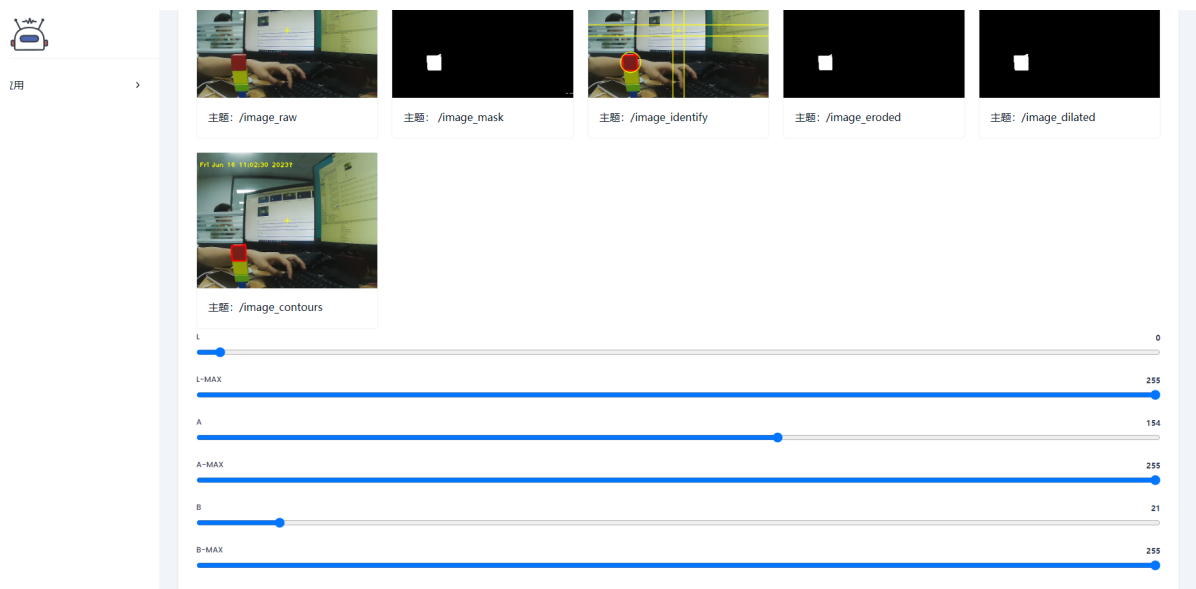 用
主题：/image_raw
主题： /image_mask
主题：/image_identify
主题：/image_eroded
主题：/image_dilated
Fri Jun 16 11:02:30 2023?
主题：/image_contours
L 0
L-MAX 255
A 154
A-MAX 255
B 21
B-MAX 255